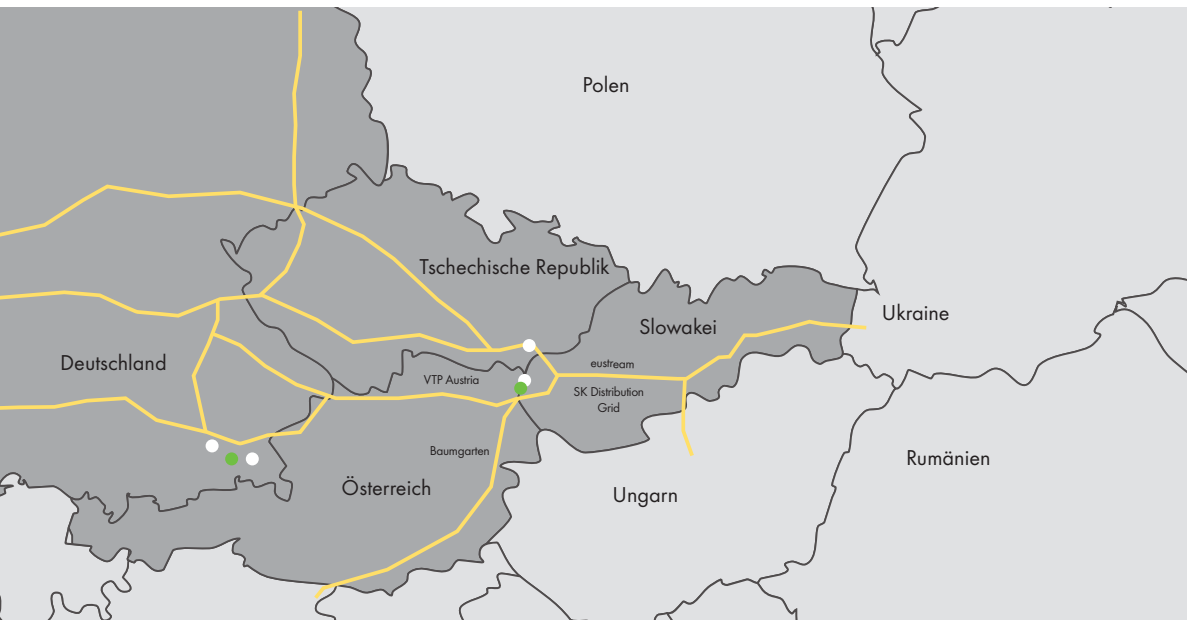 Polen
Tschechische Republik
Ukraine
Slowakei
Deutschland
eustream
VTP Austria
SK Distribution
Grid
Baumgarten
Rumänien
Österreich
Ungarn